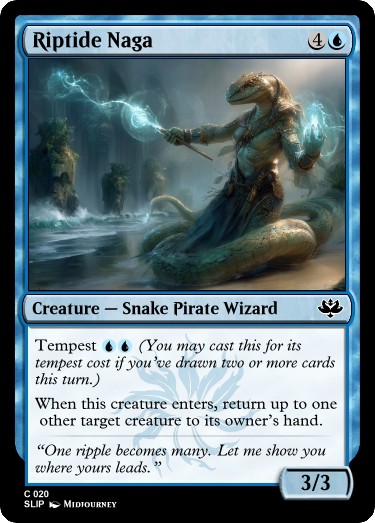 Riptide Naga 4
Creature — Snake Pirate Wizard
Tempest (You may cast this for its
tempest cost if you've drawn two or more cards
this turn.)
When this creature enters, return up to one
other target creature to its owner's hand.
"One ripple becomes many. Let me show you
where yours leads."
3/3
C 020
SLIP Midjourney